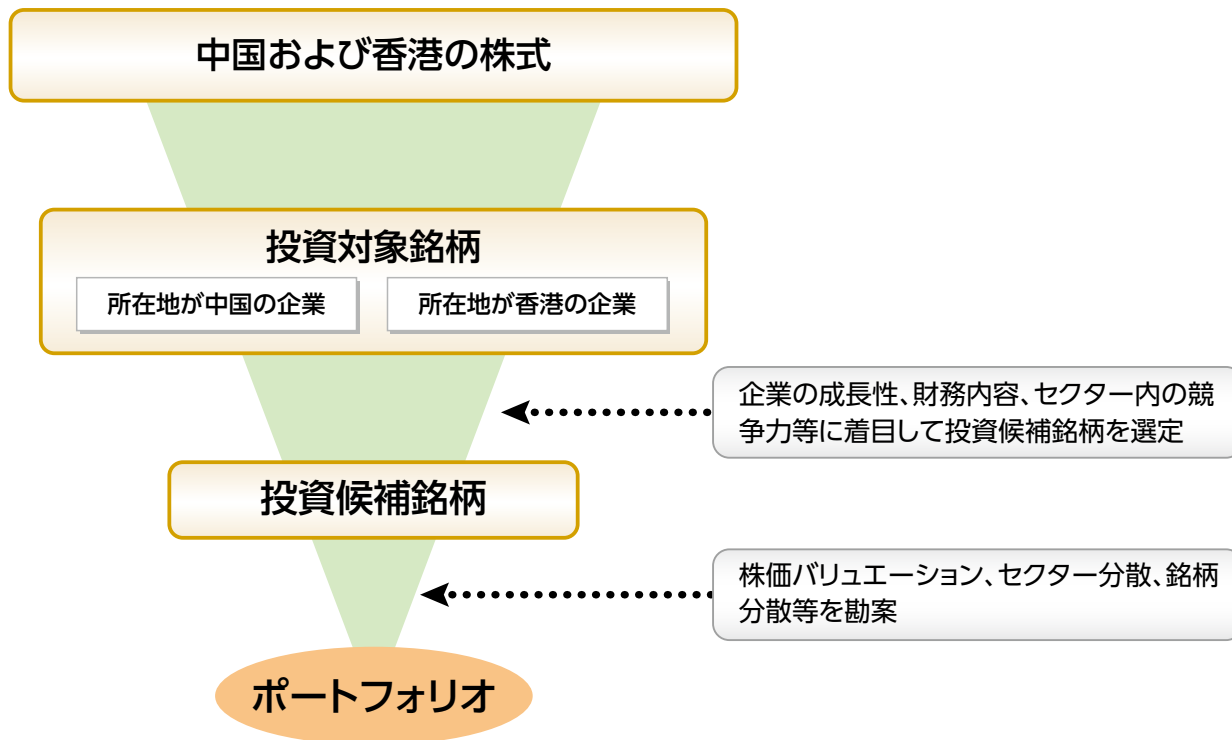 中国および香港の株式
投資対象銘柄
所在地が中国の企業
所在地が香港の企業
企業の成長性、財務内容、セクター内の競
争力等に着目して投資候補銘柄を選定
投資候補銘柄
株価バリュエーション、セクター分散、銘柄
分散等を勘案
ポートフォリオ